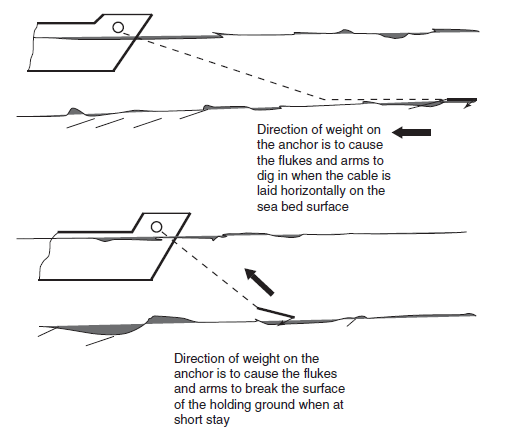 Direction of weight on
the anchor is to cause
the flukes and arms to
dig in when the cable is
laid horizontally on the
sea bed surface
Direction of weight on the
anchor is to cause the flukes
and arms to break the surface
of the holding ground when at
short stay